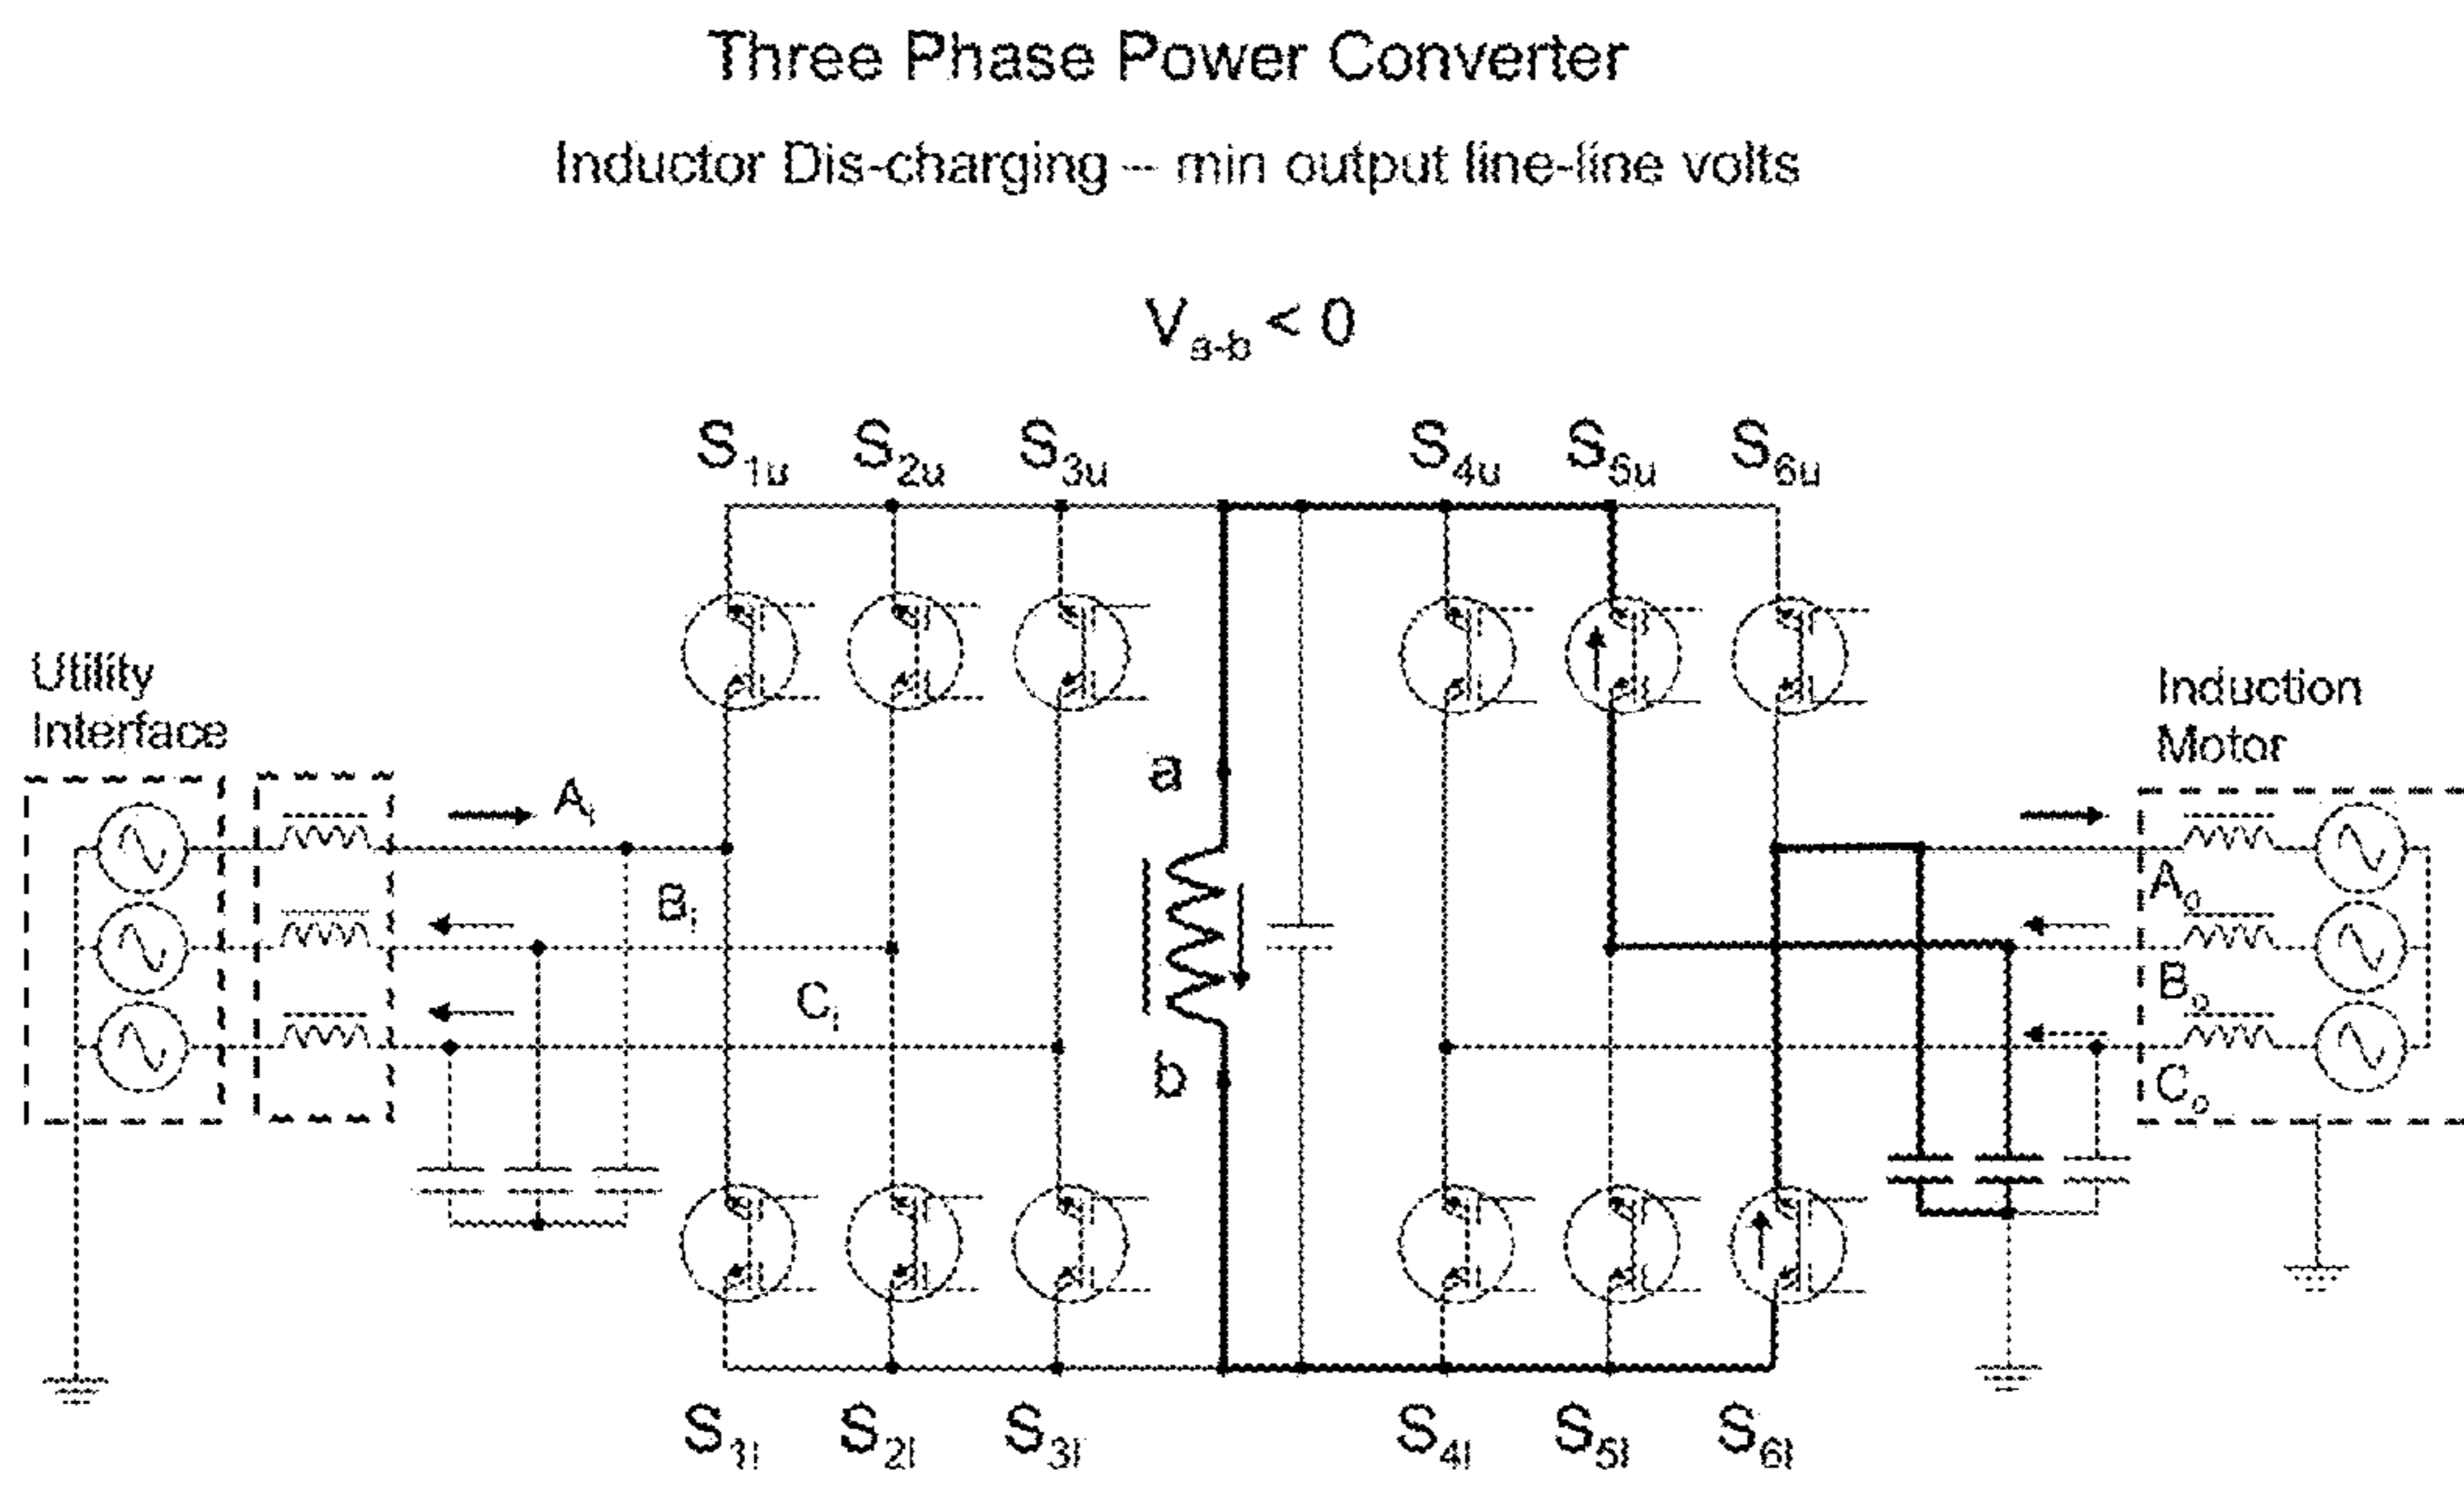 Three Phase Power Converter
Inductor Dis-charging – min output line-line volts
Va-b < 0
S1u S2u S3u S4u S5u S6u
Utility
Interface
Induction
Motor
a
Ai
Bi
Ci
b
Ao
Bo
Co
S1l S2l S3l S4l S5l S6l